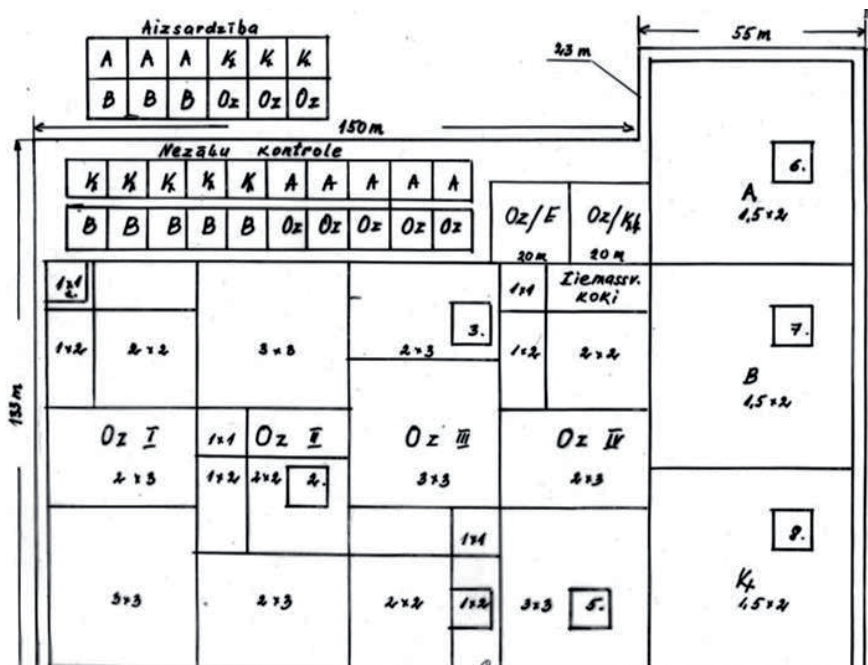 Aizsardzība
A A A K K K
B B B Oz Oz Oz
55 m
23 m
150 m
Nezāļu kontrole
K K K K K A A A A A
B B B B B Oz Oz Oz Oz Oz
Oz/E Oz/K
20 m 20 m
6.
A
1,5×2
133 m
1×1
2.
3.
1×1
Ziemassv.
KOKI
1×2 2×2 3×3 2×3 1×2 2×2
7.
B
1,5×2
Oz I 1×1 Oz II Oz III Oz IV
2×3 1×2 2×2 2. 3×3 2×3
8.
K
1,5×2
1×1
3×3 2×3 2×2 1×2 3×3 5.